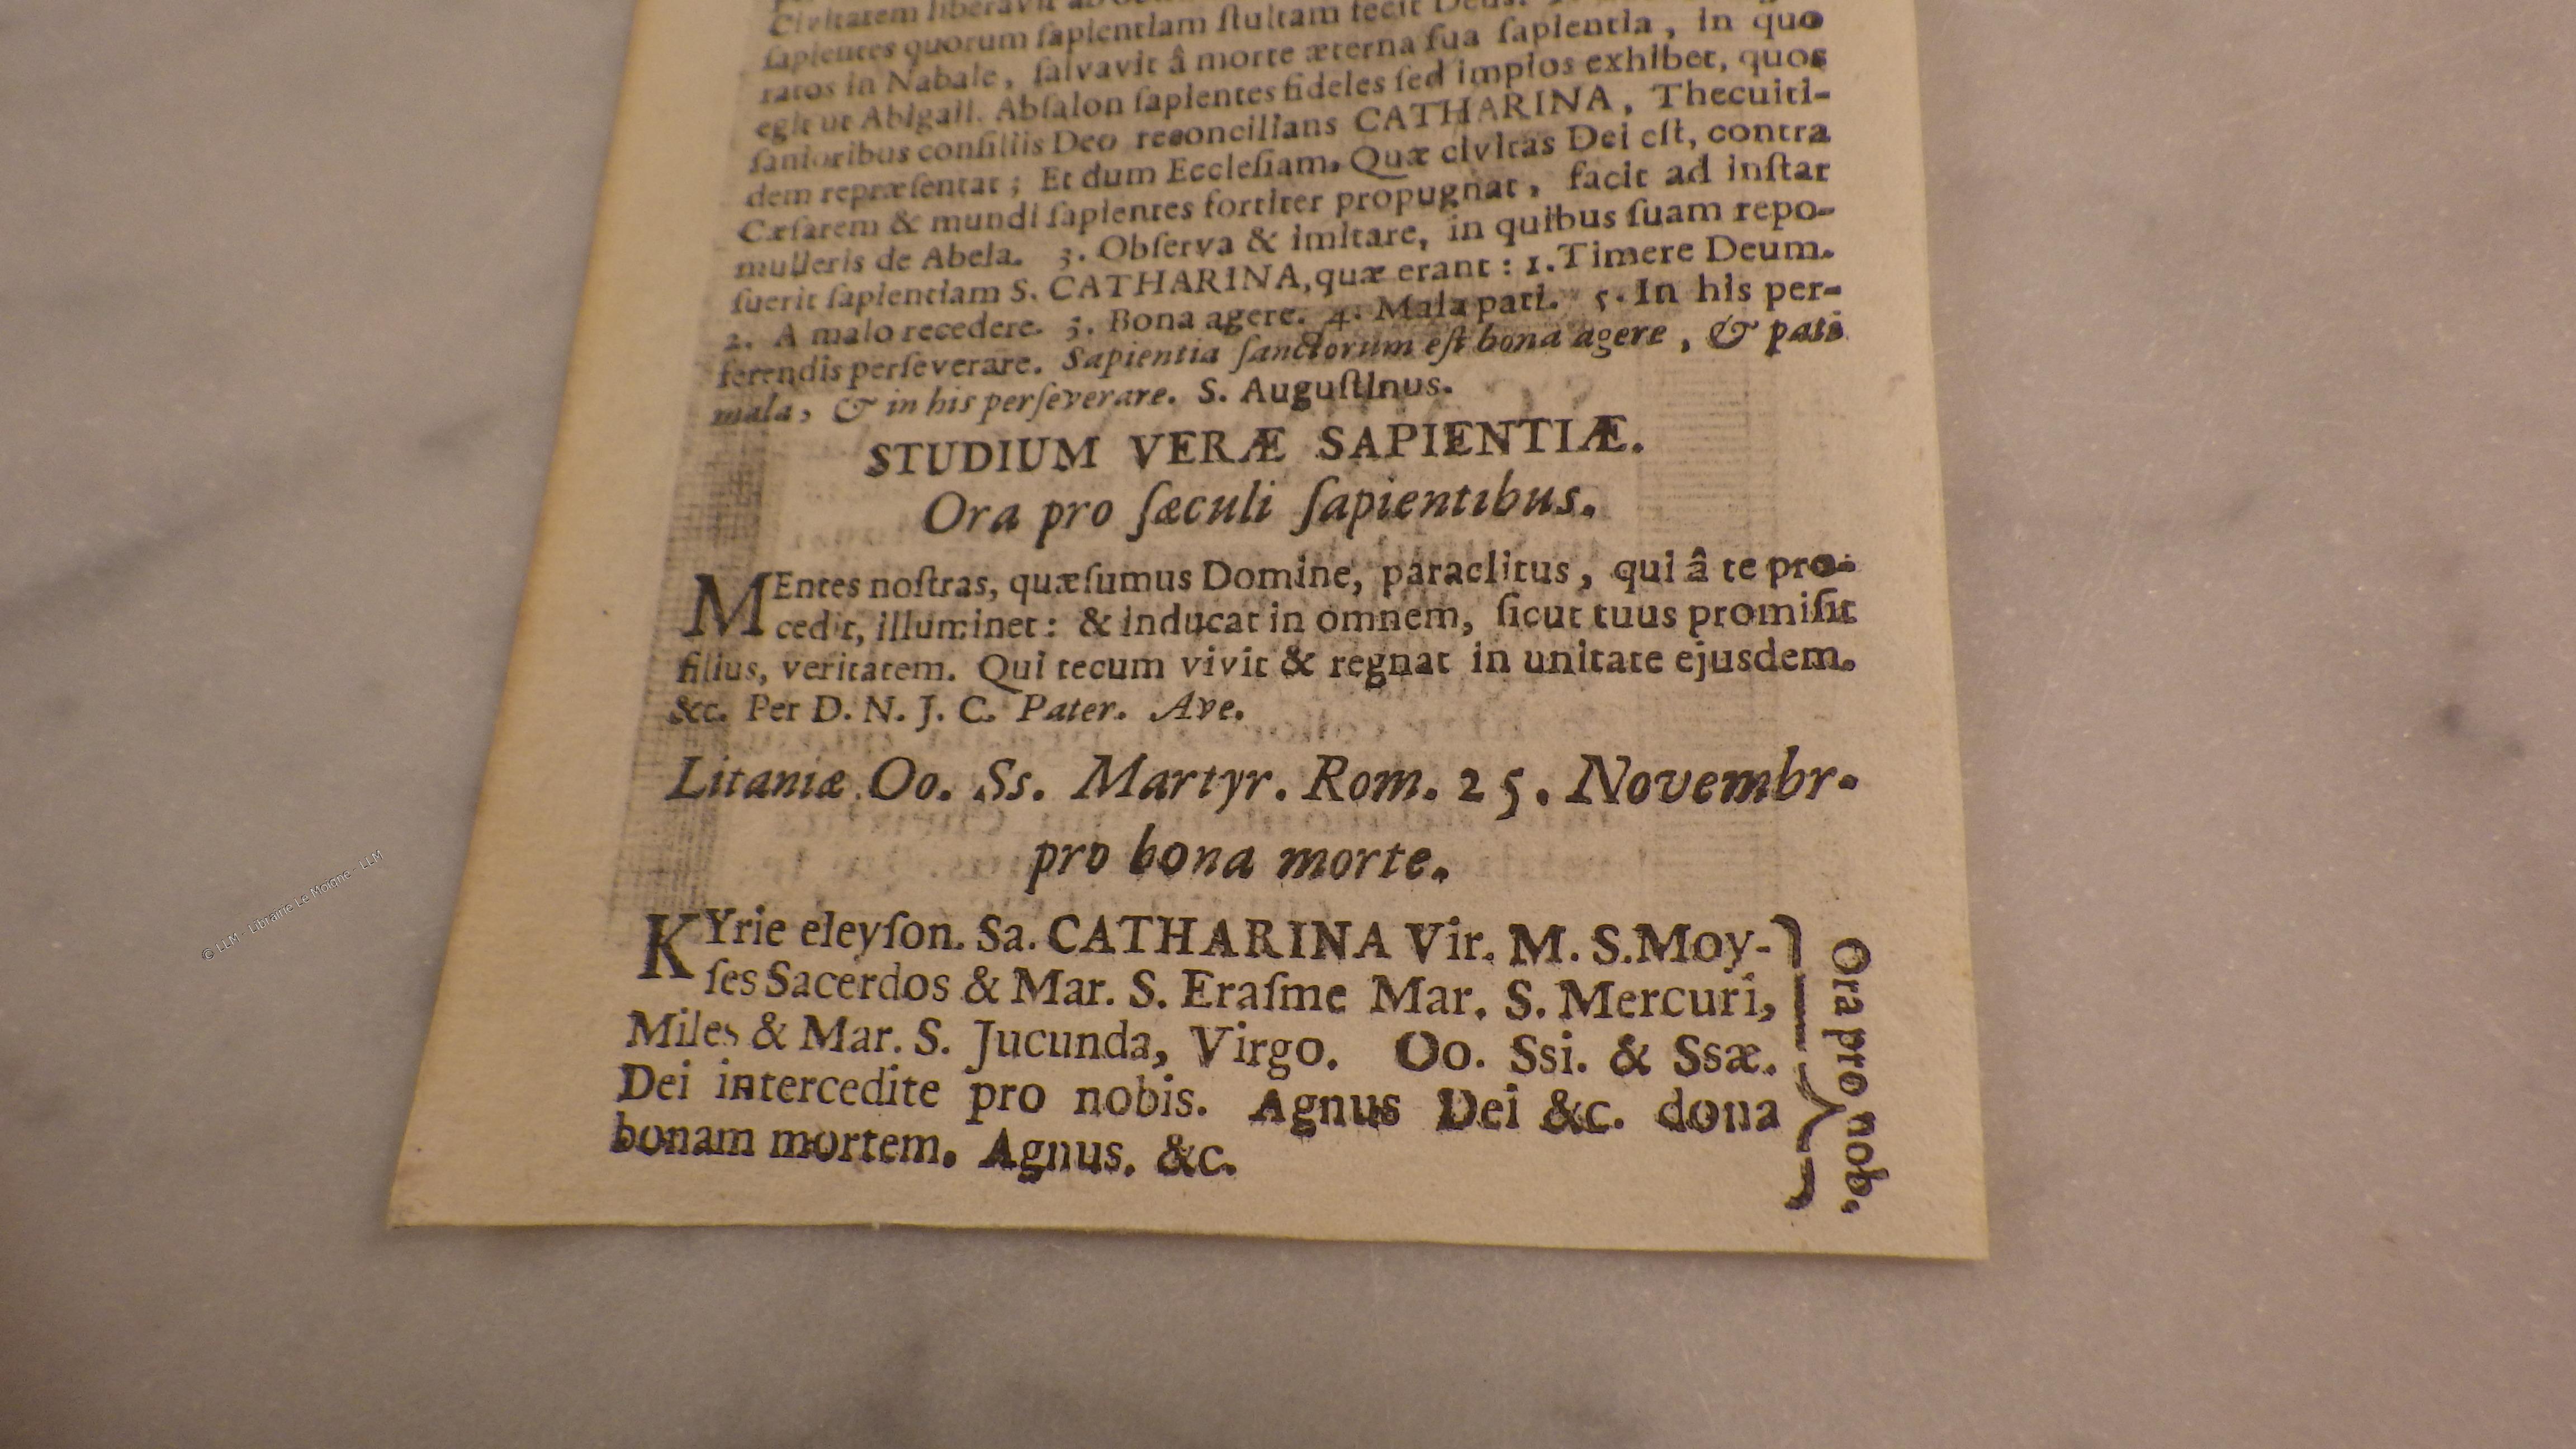 Civitatem liberavit
sapientes quorum sapientiam ſtultam fecit Deus.
ratos in Nabale, ſalvavit â morte æterna ſua ſapientia, in quo
egit ut Abigail. Abſalon ſapientes fideles ſed impios exhibet, quos
ſanioribus conſiliis Deo reconcilians CATHARINA, Thecuiti-
dem repræſentat; Et dum Eccleſiam. Quæ civitas Dei eſt, contra
Cæſarem & mundi ſapientes fortiter propugnat, facit ad inſtar
mulieris de Abela. 3. Obſerva & imitare, in quibus ſuam repo-
ſuerit ſapientiam S. CATHARINA, quæ erant: 1. Timere Deum.
2. A malo recedere. 3. Bona agere. 4. Mala pati. 5. In his per-
ferendis perſeverare. Sapientia ſanctorum eſt bona agere, & pati
mala, & in his perſeverare. S. Auguſtinus.
STUDIUM VERÆ SAPIENTIÆ.
Ora pro ſæculi ſapientibus.
MEntes noſtras, quæſumus Domine, paraclitus, qui â te pro-
cedit, illuminet: & inducat in omnem, ſicut tuus promiſit
filius, veritatem. Qui tecum vivit & regnat in unitate ejusdem.
&c. Per D. N. J. C. Pater. Ave.
Litaniæ Oo. Ss. Martyr. Rom. 25. Novembr.
pro bona morte.
KYrie eleyſon. Sa. CATHARINA Vir. M. S. Moy-
ſes Sacerdos & Mar. S. Eraſme Mar. S. Mercuri,
Miles & Mar. S. Jucunda, Virgo. Oo. Ssi. & Ssæ.
Dei intercedite pro nobis. Agnus Dei &c. dona
bonam mortem. Agnus. &c.
Ora pro nob.
© LLM - Librairie Le Moigne - LLM